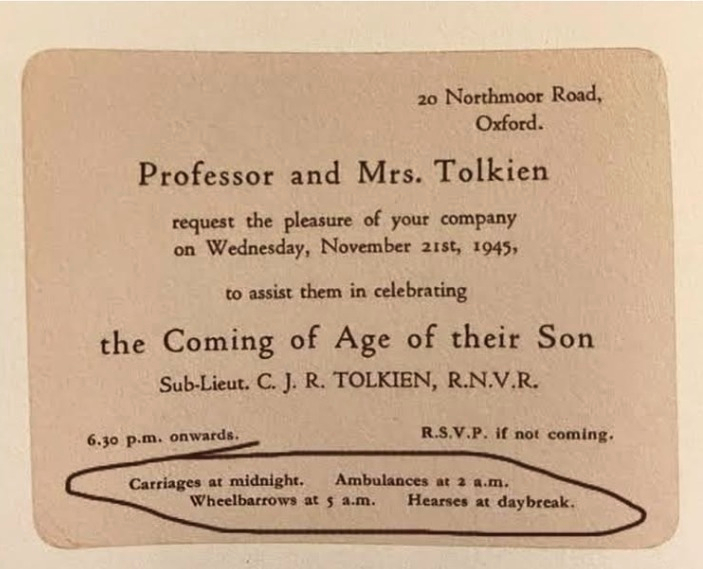 20 Northmoor Road,
Oxford.
Professor and Mrs. Tolkien
request the pleasure of your company
on Wednesday, November 21st, 1945,
to assist them in celebrating
the Coming of Age of their Son
Sub-Lieut. C. J. R. TOLKIEN, R.N.V.R.
6.30 p.m. onwards. R.S.V.P. if not coming.
Carriages at midnight. Ambulances at 2 a.m.
Wheelbarrows at 5 a.m. Hearses at daybreak.